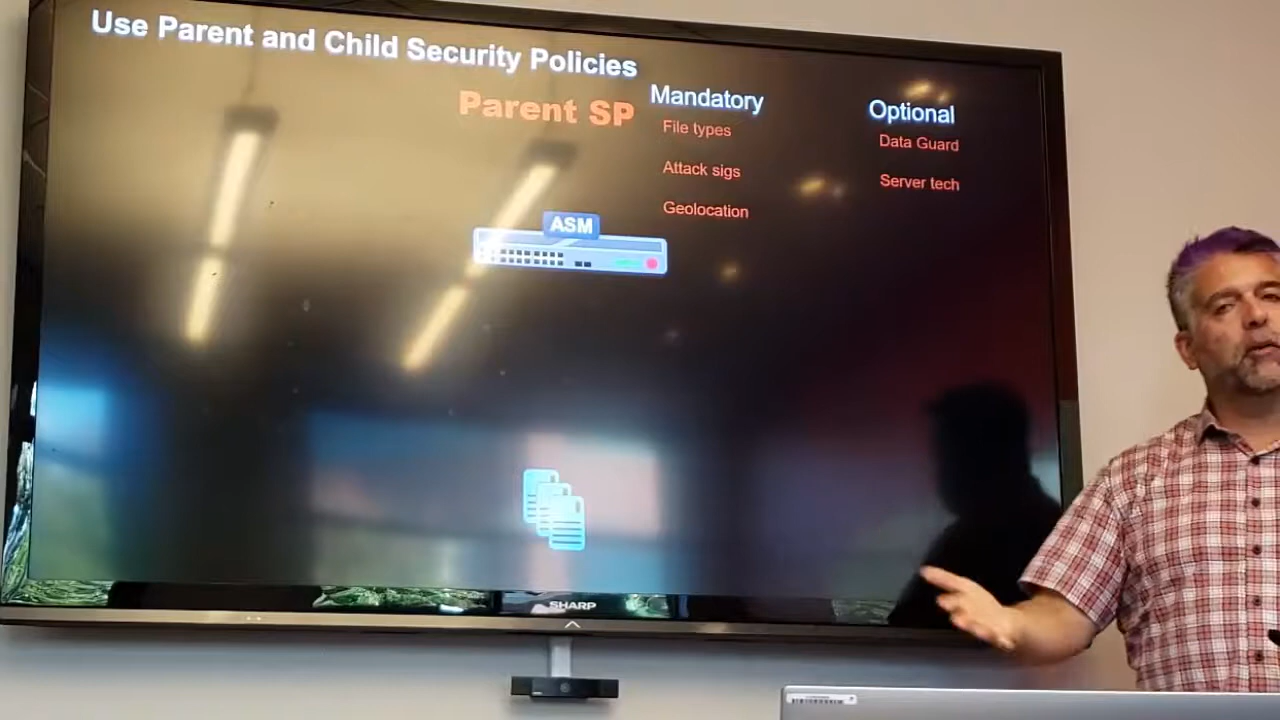 Use Parent and Child Security Policies
Parent SP
Mandatory
File types
Attack sigs
Geolocation
Optional
Data Guard
Server tech
ASM
SHARP